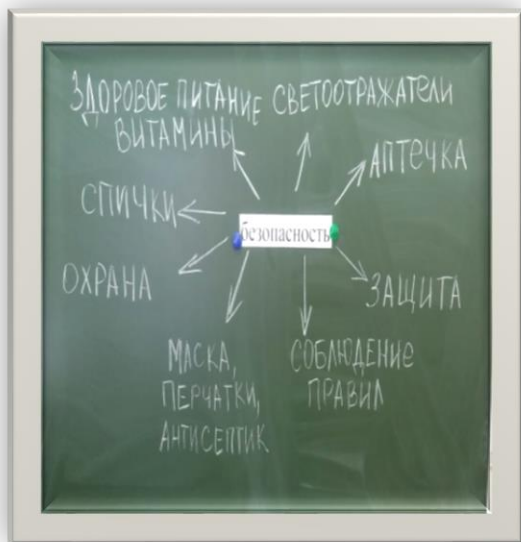 ЗДОРОВОЕ ПИТАНИЕ
ВИТАМИНЫ
СВЕТООТРАЖАТЕЛИ
АПТЕЧКА
СПИЧКИ
безопасность
ОХРАНА
ЗАЩИТА
МАСКА,
ПЕРЧАТКИ,
АНТИСЕПТИК
СОБЛЮДЕНИЕ
ПРАВИЛ